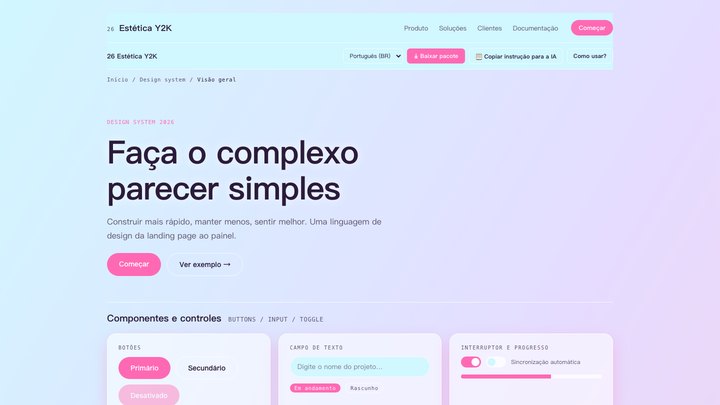 26 Estética Y2K
Produto Soluções Clientes Documentação Começar
26 Estética Y2K
Português (BR) Baixar pacote 📋 Copiar instrução para a IA Como usar?
Início / Design system / Visão geral
DESIGN SYSTEM 2026
Faça o complexo
parecer simples
Construir mais rápido, manter menos, sentir melhor. Uma linguagem de
design da landing page ao painel.
Começar Ver exemplo →
Componentes e controles BUTTONS / INPUT / TOGGLE
BOTÕES
Primário Secundário
Desativado
CAMPO DE TEXTO
Digite o nome do projeto...
Em andamento Rascunho
INTERRUPTOR E PROGRESSO
Sincronização automática